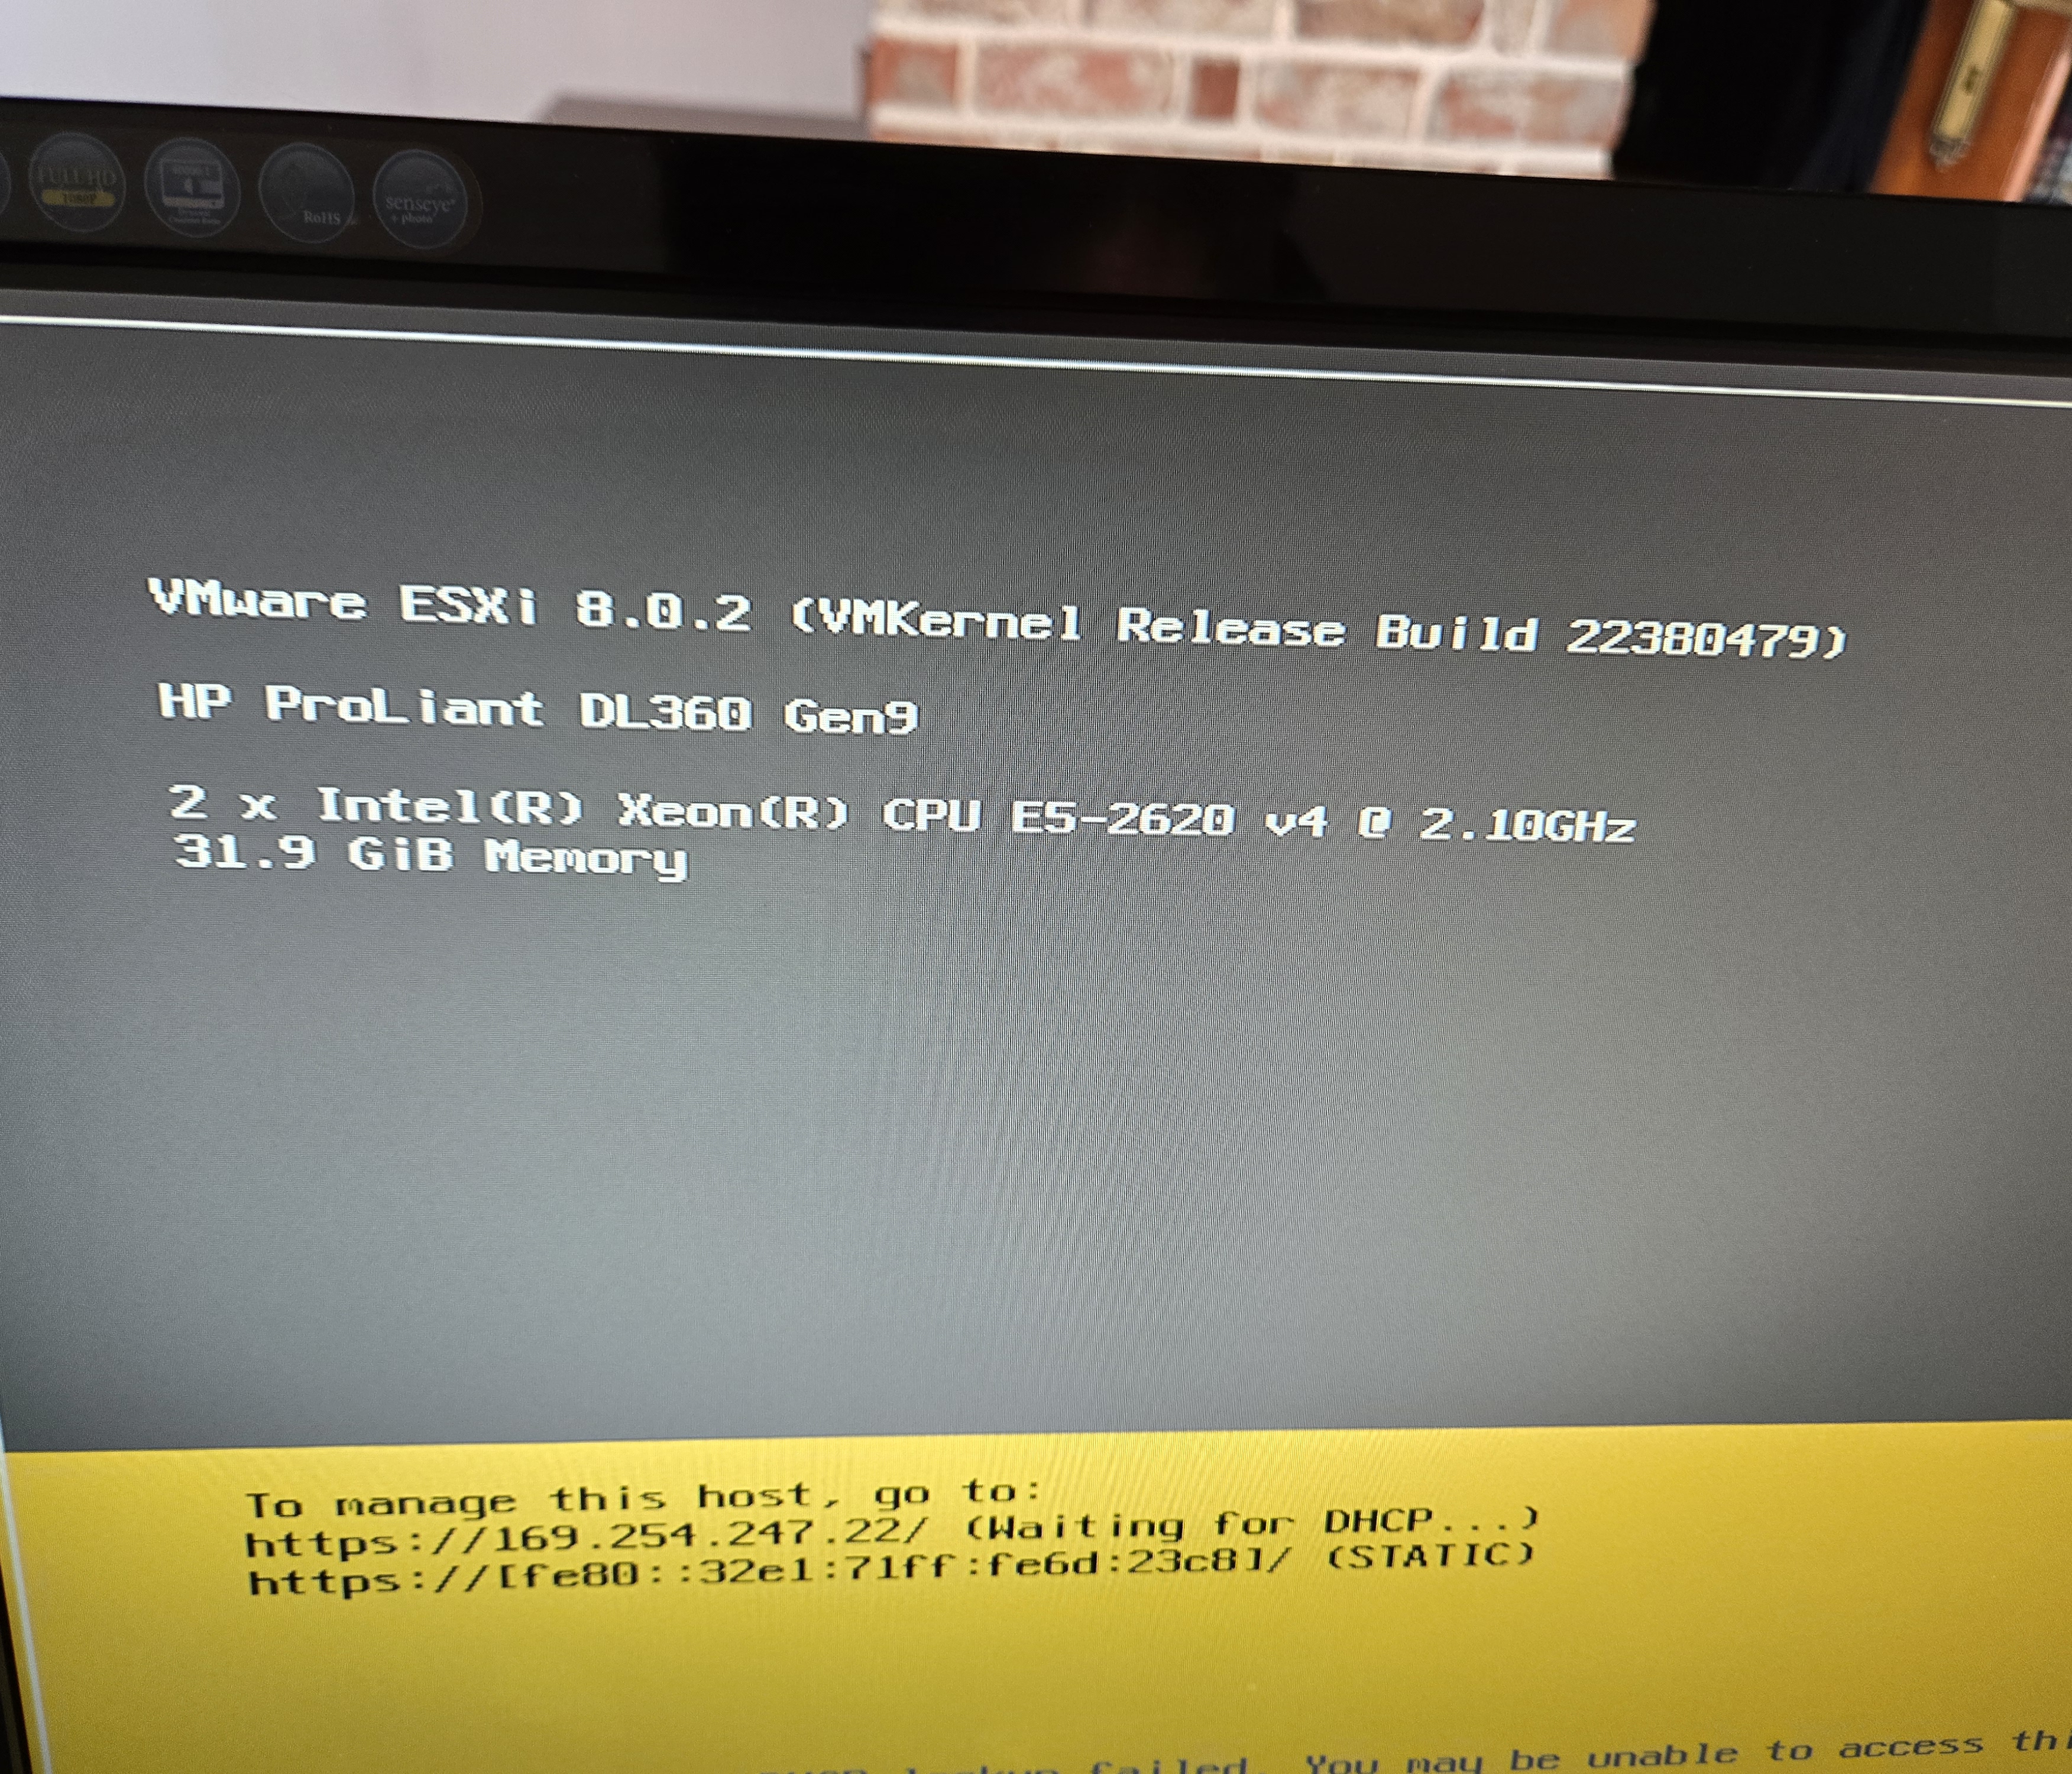 FULL HD
1080P
RoHS
senseye
+ photo
VMware ESXi 8.0.2 (VMKernel Release Build 22380479)
HP ProLiant DL360 Gen9
2 x Intel(R) Xeon(R) CPU E5-2620 v4 @ 2.10GHz
31.9 GiB Memory
To manage this host, go to:
https://169.254.247.22/ (Waiting for DHCP...)
https://[fe80::32e1:71ff:fe6d:23c8]/ (STATIC)
lookup failed. You may be unable to access